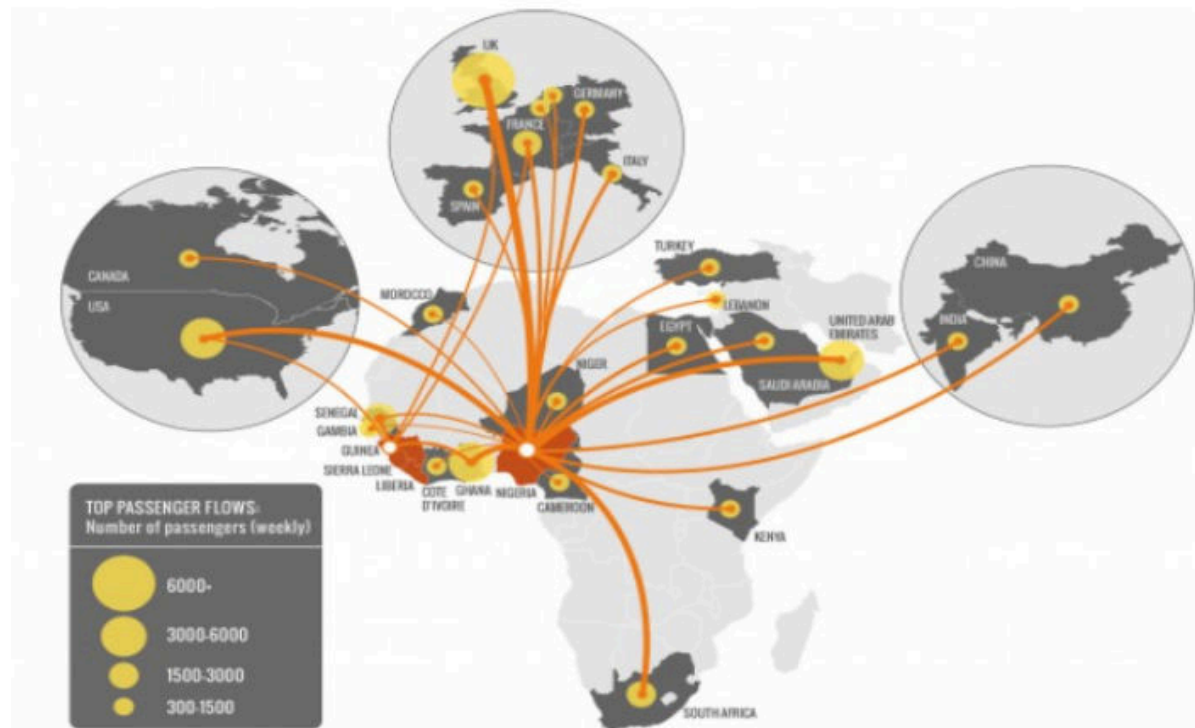 UK
GERMANY
FRANCE
ITALY
SPAIN
CANADA
USA
MOROCCO
TURKEY
LEBANON
EGYPT
UNITED ARAB
EMIRATES
SAUDI ARABIA
CHINA
INDIA
NIGER
SENEGAL
GAMBIA
GUINEA
SIERRA LEONE
LIBERIA
COTE
D'IVOIRE
GHANA
NIGERIA
CAMEROON
KENYA
SOUTH AFRICA
TOP PASSENGER FLOWS:
Number of passengers (weekly)
6000+
3000-6000
1500-3000
300-1500